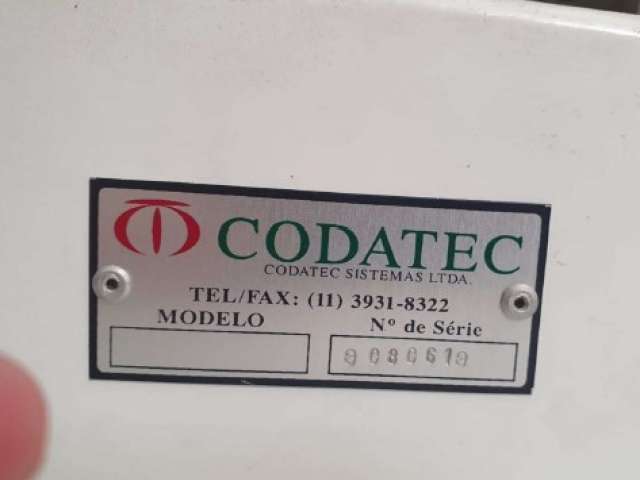 CODATEC
CODATEC SISTEMAS LTDA.
TEL/FAX: (11) 3931-8322
MODELO Nº de Série